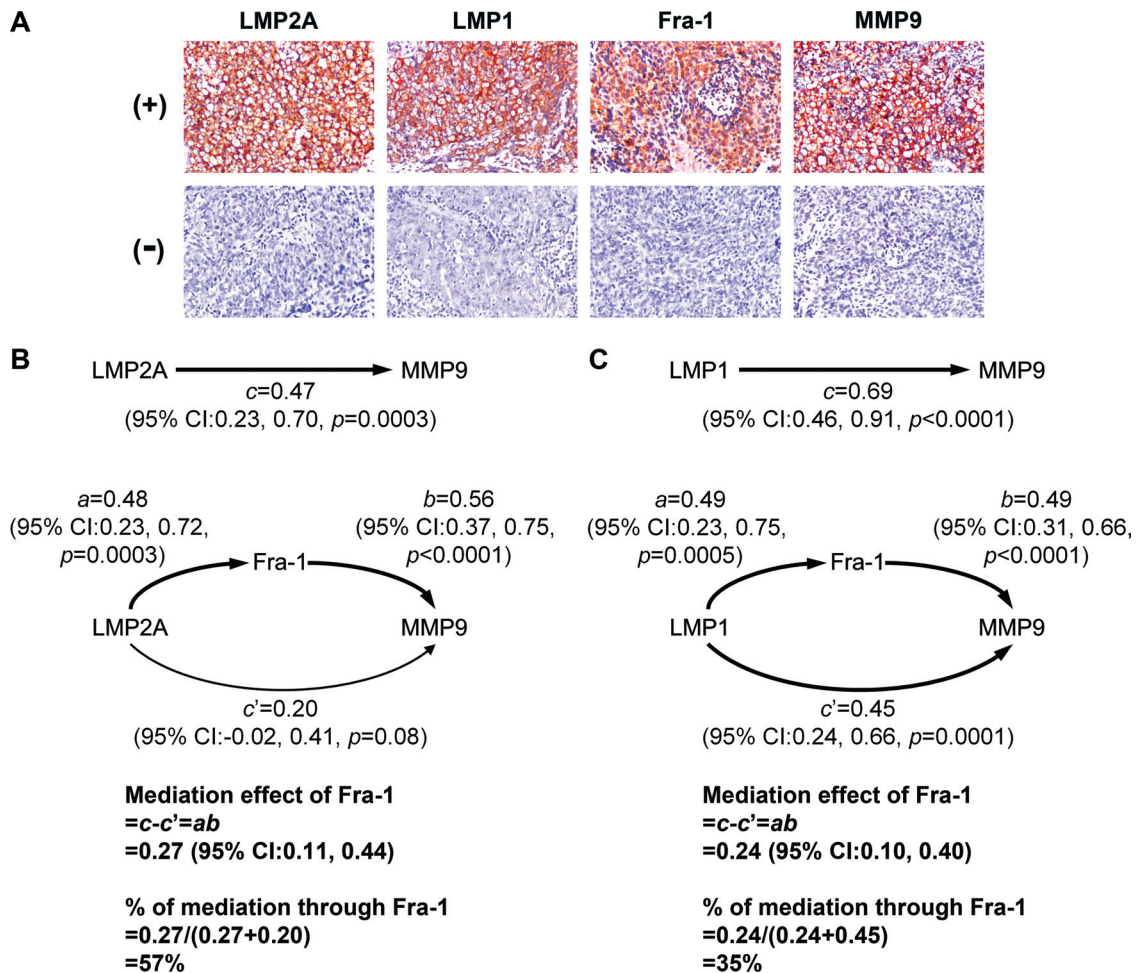 A
LMP2A LMP1 Fra-1 MMP9
(+)
(-)
B
LMP2A MMP9
c=0.47
(95% CI:0.23, 0.70, p=0.0003)
a=0.48
(95% CI:0.23, 0.72,
p=0.0003)
b=0.56
(95% CI:0.37, 0.75,
p<0.0001)
Fra-1
LMP2A MMP9
c’=0.20
(95% CI:-0.02, 0.41, p=0.08)
Mediation effect of Fra-1
=c-c’=ab
=0.27 (95% CI:0.11, 0.44)
% of mediation through Fra-1
=0.27/(0.27+0.20)
=57%
C
LMP1 MMP9
c=0.69
(95% CI:0.46, 0.91, p<0.0001)
a=0.49
(95% CI:0.23, 0.75,
p=0.0005)
b=0.49
(95% CI:0.31, 0.66,
p<0.0001)
Fra-1
LMP1 MMP9
c’=0.45
(95% CI:0.24, 0.66, p=0.0001)
Mediation effect of Fra-1
=c-c’=ab
=0.24 (95% CI:0.10, 0.40)
% of mediation through Fra-1
=0.24/(0.24+0.45)
=35%